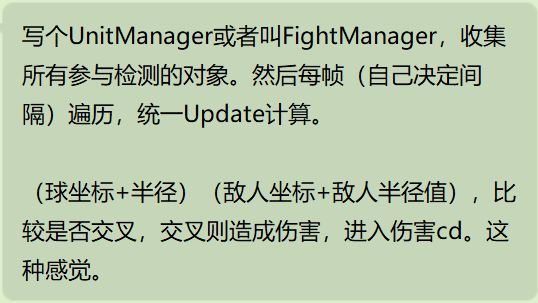 写个UnitManager或者叫FightManager，收集
所有参与检测的对象。然后每帧（自己决定间
隔）遍历，统一Update计算。
（球坐标+半径）（敌人坐标+敌人半径值），比
较是否交叉，交叉则造成伤害，进入伤害cd。这
种感觉。